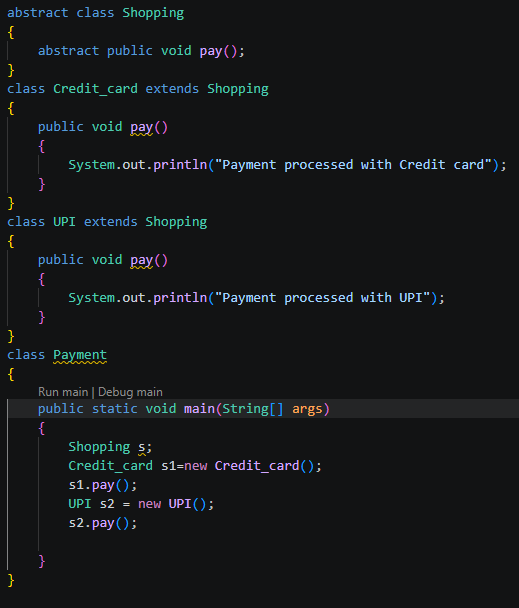 abstract class Shopping
{
    abstract public void pay();
}
class Credit_card extends Shopping
{
    public void pay()
    {
        System.out.println("Payment processed with Credit card");
    }
}
class UPI extends Shopping
{
    public void pay()
    {
        System.out.println("Payment processed with UPI");
    }
}
class Payment
{
    Run main | Debug main
    public static void main(String[] args)
    {
        Shopping s;
        Credit_card s1=new Credit_card();
        s1.pay();
        UPI s2 = new UPI();
        s2.pay();
    }
}